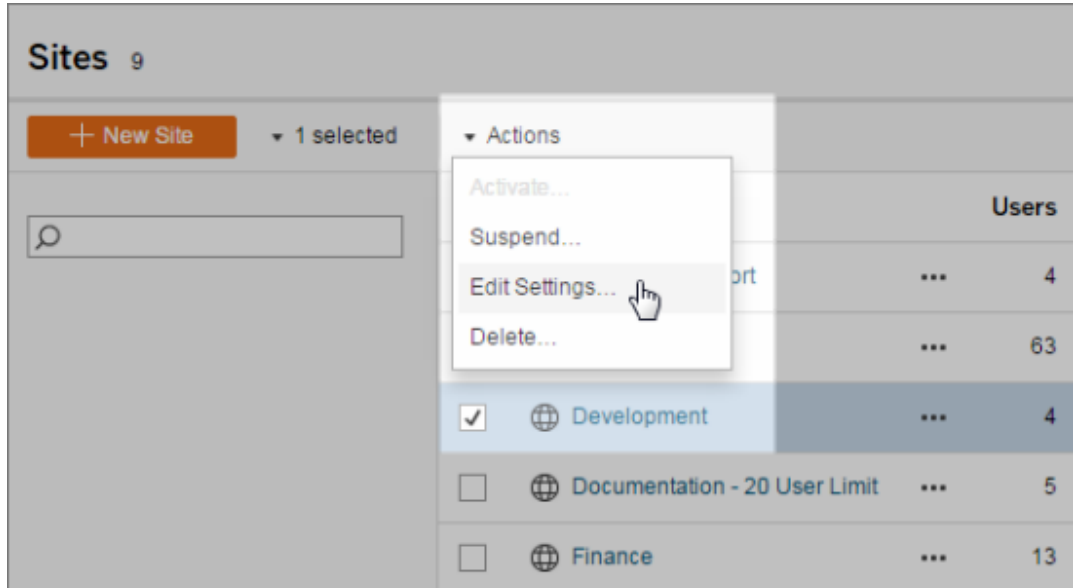 Sites 9
+ New Site 1 selected Actions
Activate...
Users
Suspend...
Edit Settings... 4
Delete... 63
Development ... 4
Documentation - 20 User Limit ... 5
Finance ... 13